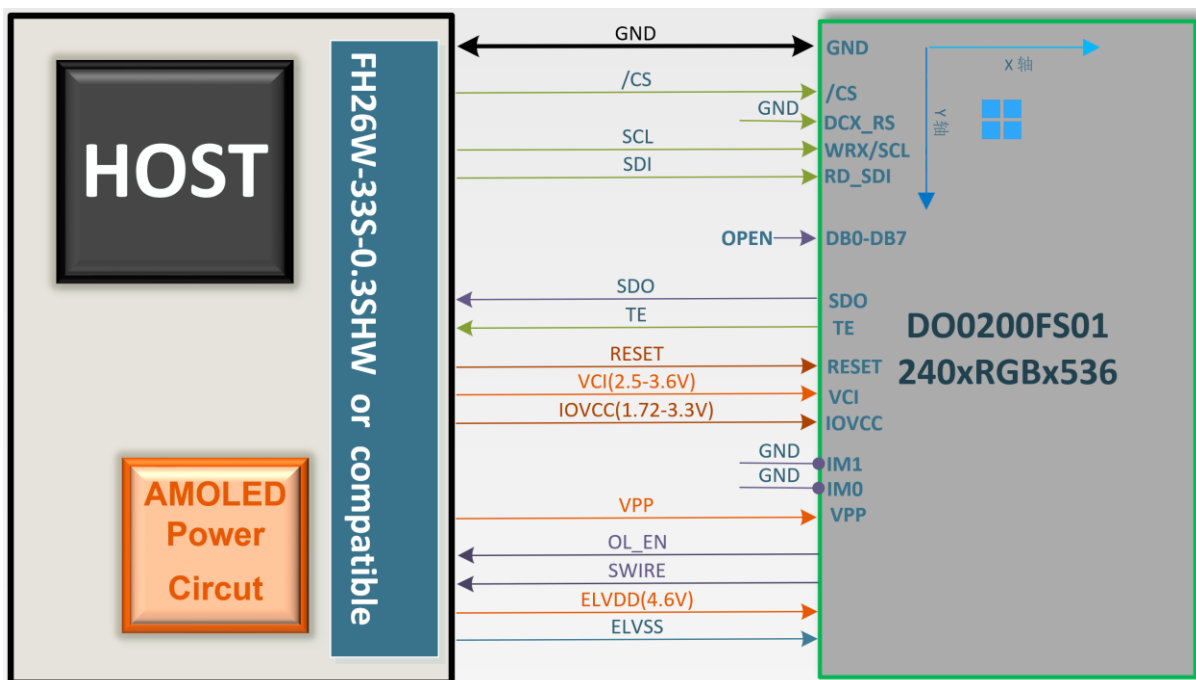 HOST
AMOLED
Power
Circut
FH26W-33S-0.3SHW or compatible
GND
/CS
GND
SCL
SDI
OPEN
SDO
TE
RESET
VCI(2.5-3.6V)
IOVCC(1.72-3.3V)
GND
GND
VPP
OL_EN
SWIRE
ELVDD(4.6V)
ELVSS
GND
/CS
DCX_RS
WRX/SCL
RD_SDI
DB0-DB7
SDO
TE
RESET
VCI
IOVCC
IM1
IM0
VPP
X 轴
Y 轴
DO0200FS01
240xRGBx536